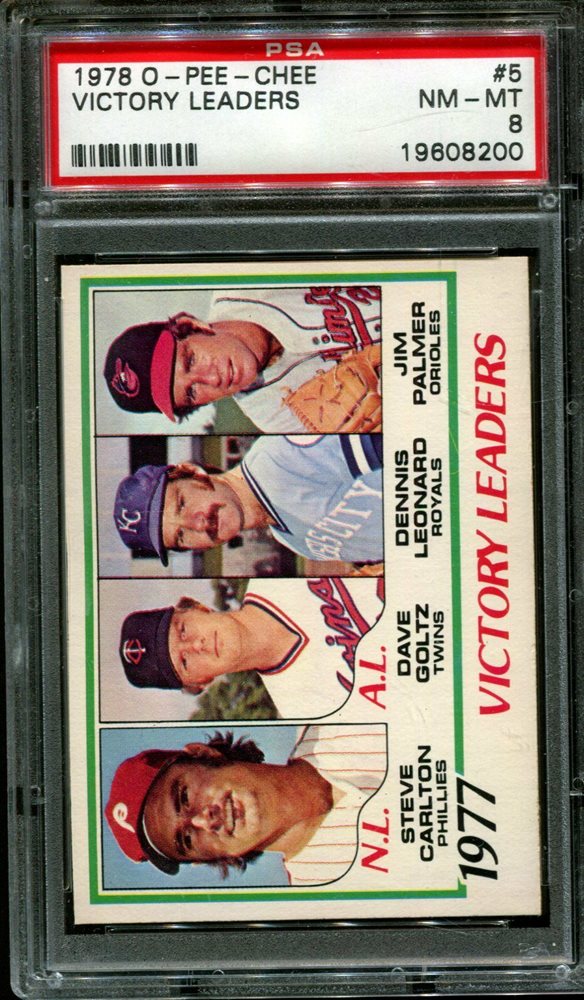 PSA
1978 O-PEE-CHEE #5
VICTORY LEADERS NM-MT
8
19608200
N.L.
STEVE
CARLTON
PHILLIES
A.L.
DAVE
GOLTZ
TWINS
DENNIS
LEONARD
ROYALS
JIM
PALMER
ORIOLES
1977 VICTORY LEADERS
KC